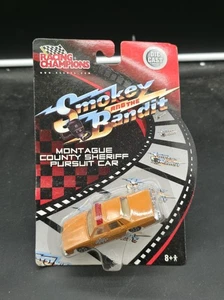 RACING
CHAMPIONS
Smokey
AND THE
Bandit
MONTAGUE
COUNTY SHERIFF
PURSUIT CAR
8+